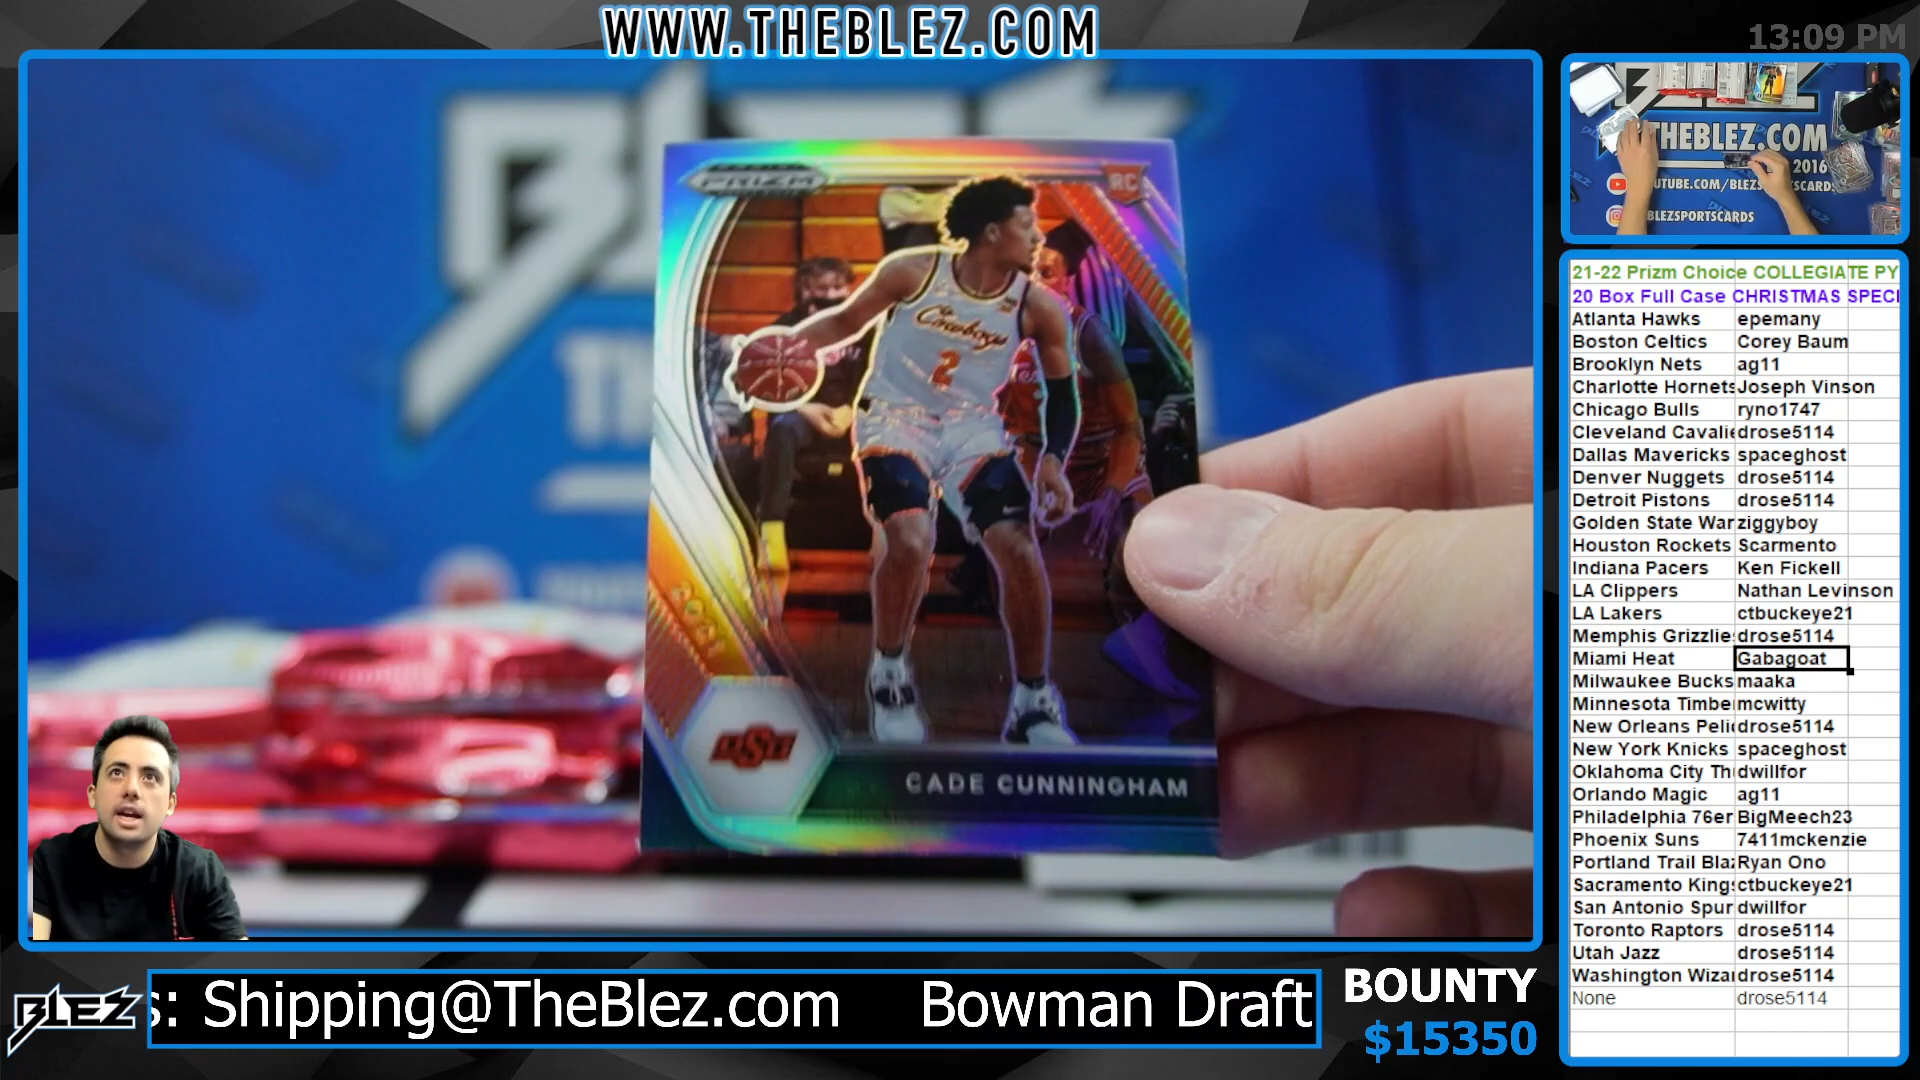 WWW.THEBLEZ.COM
13:09 PM
BLEZ
PRIZM
RC
Cowboys
2
OSU
CADE CUNNINGHAM
THEBLEZ.COM
2016
UTUBE.COM/BLEZSPORTSCARDS
BLEZSPORTSCARDS
21-22 Prizm Choice COLLEGIATE PY
20 Box Full Case CHRISTMAS SPECI
Atlanta Hawks epemany
Boston Celtics Corey Baum
Brooklyn Nets ag11
Charlotte Hornets Joseph Vinson
Chicago Bulls ryno1747
Cleveland Cavalie drose5114
Dallas Mavericks spaceghost
Denver Nuggets drose5114
Detroit Pistons drose5114
Golden State War ziggyboy
Houston Rockets Scarmento
Indiana Pacers Ken Fickell
LA Clippers Nathan Levinson
LA Lakers ctbuckeye21
Memphis Grizzlies drose5114
Miami Heat Gabagoat
Milwaukee Bucks maaka
Minnesota Timbe mcwitty
New Orleans Peli drose5114
New York Knicks spaceghost
Oklahoma City Th dwillfor
Orlando Magic ag11
Philadelphia 76er BigMeech23
Phoenix Suns 7411mckenzie
Portland Trail Bla Ryan Ono
Sacramento Kings ctbuckeye21
San Antonio Spur dwillfor
Toronto Raptors drose5114
Utah Jazz drose5114
Washington Wiza drose5114
None drose5114
BLEZ
s: Shipping@TheBlez.com Bowman Draft
BOUNTY
$15350